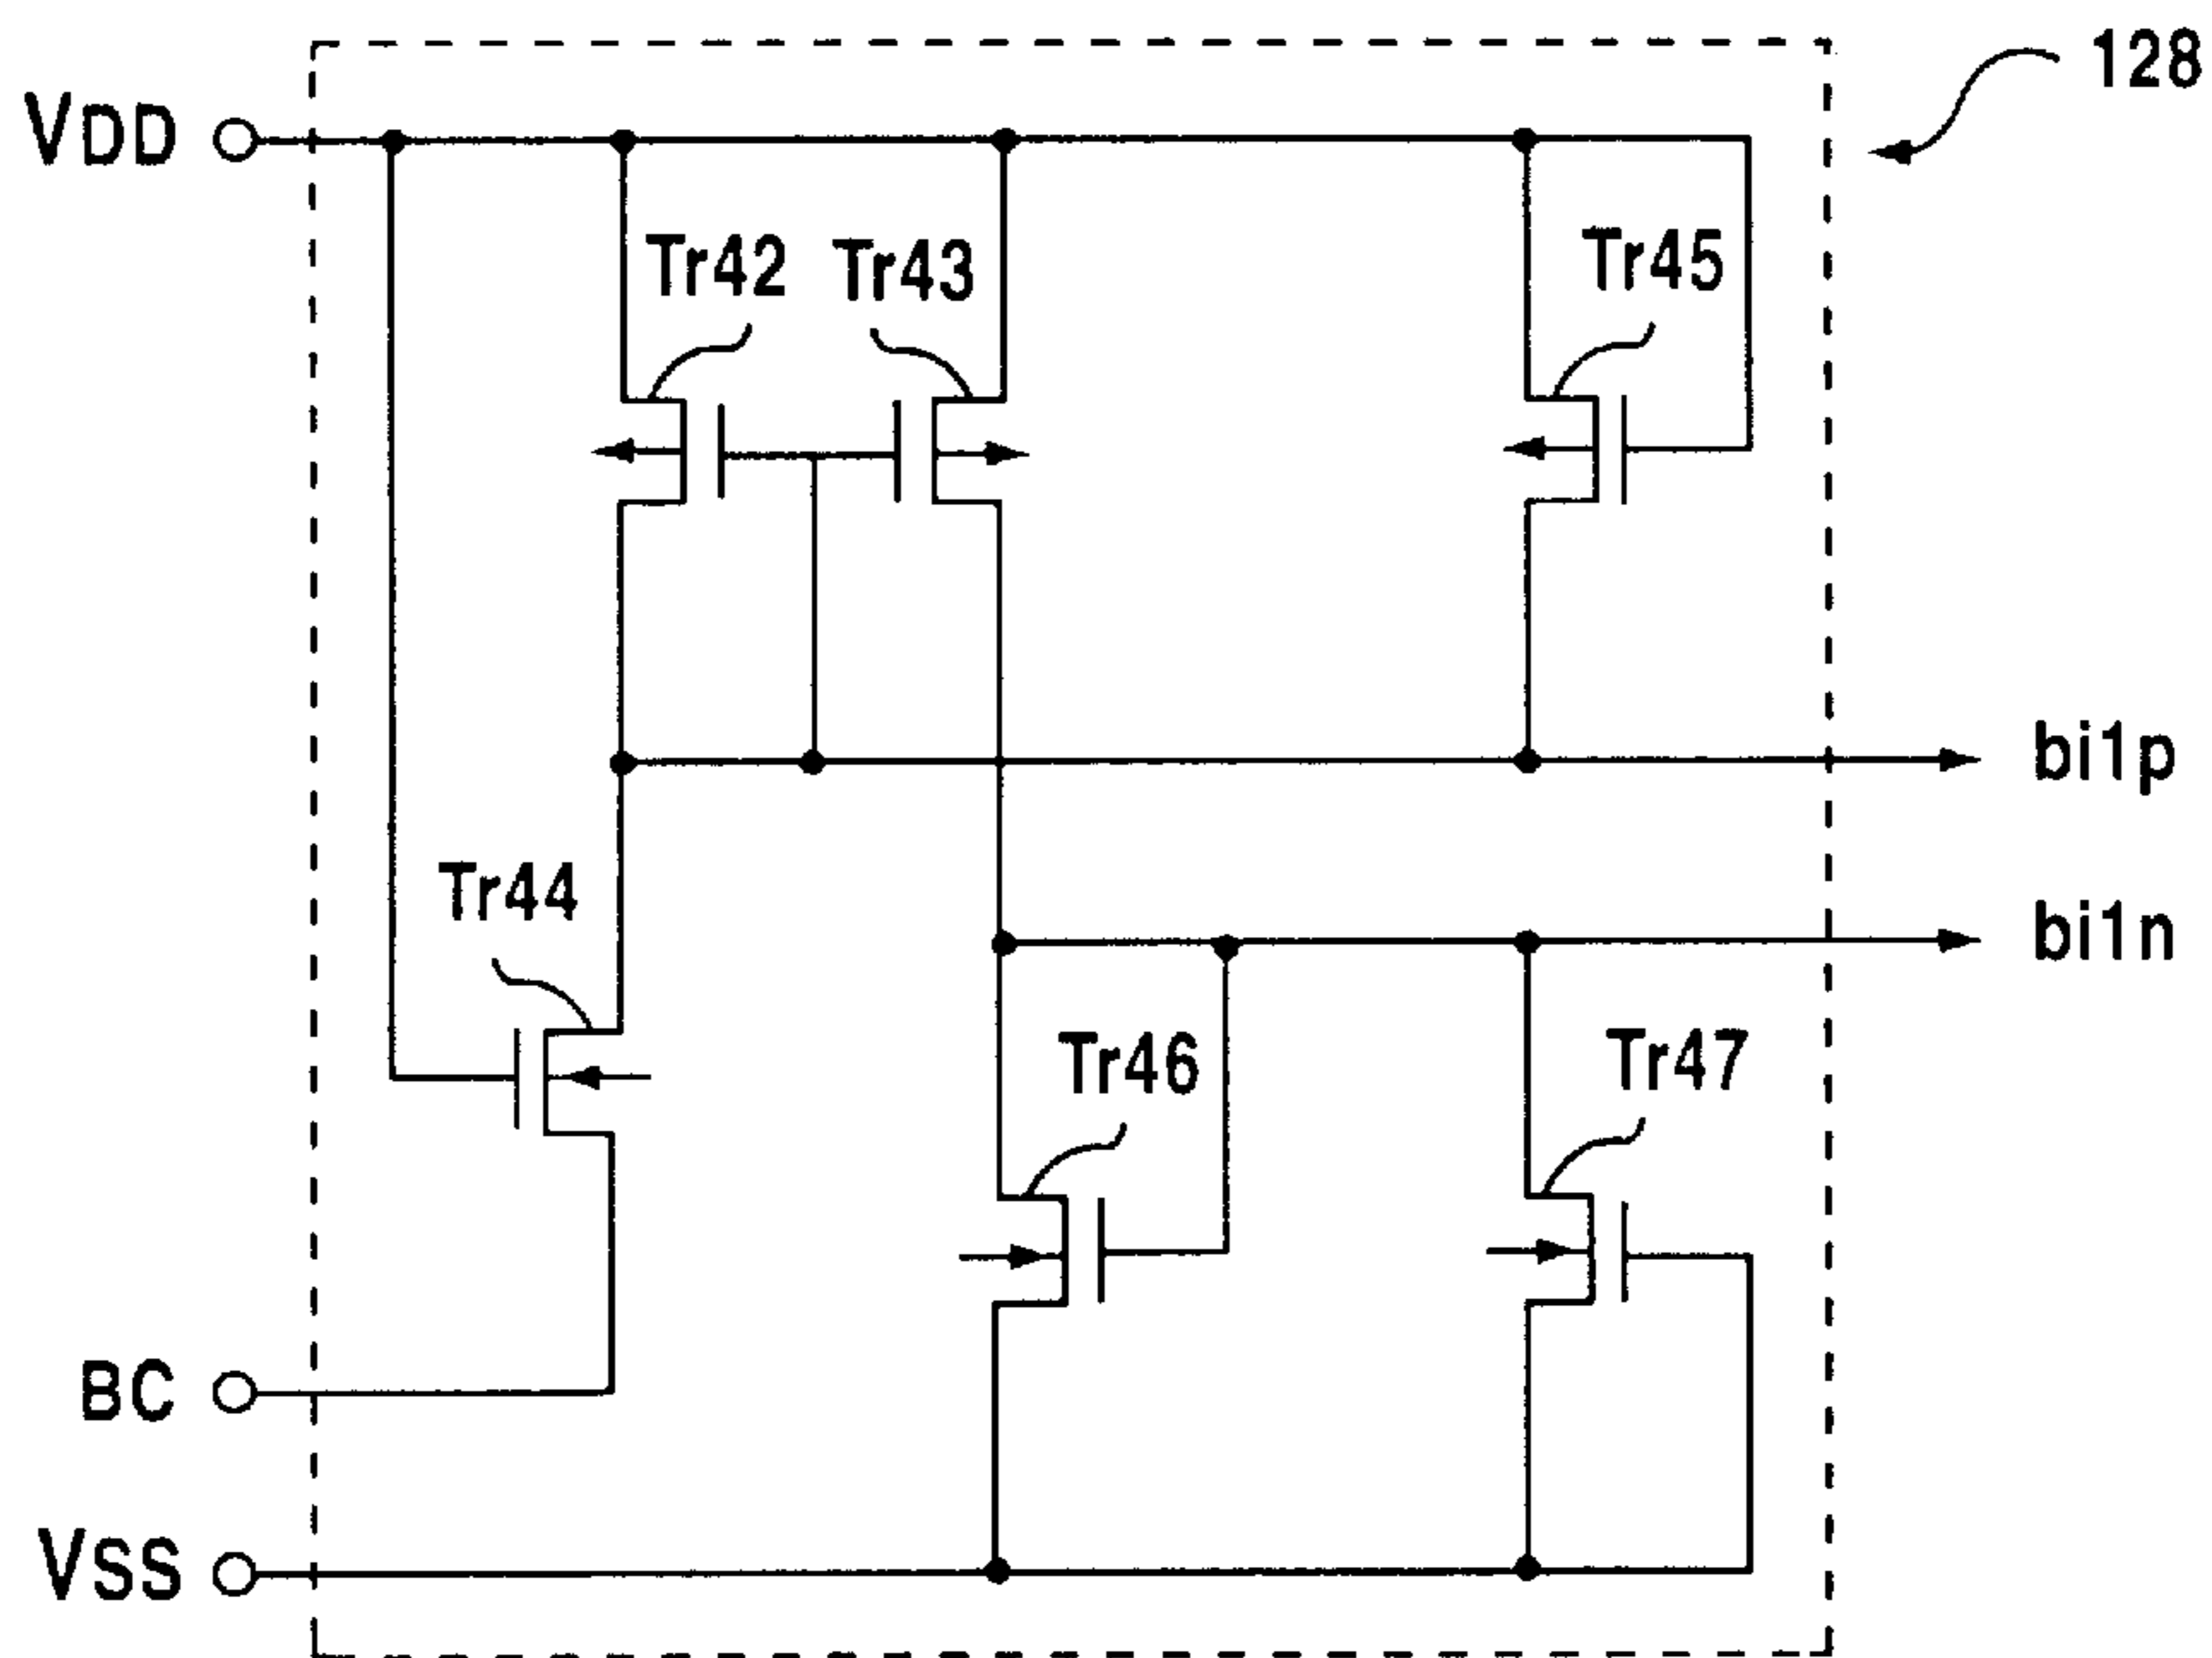 128
VDD
Tr42
Tr43
Tr45
bi1p
Tr44
bi1n
Tr46
Tr47
BC
VSS